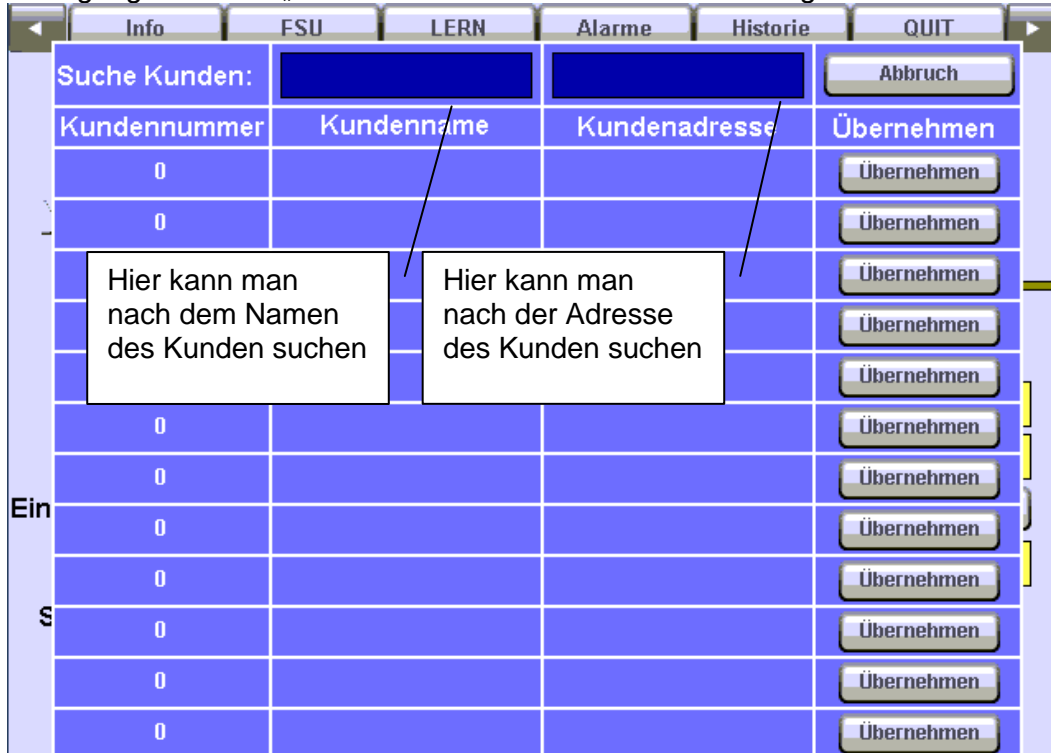 Info FSU LERN Alarme Historie QUIT
Suche Kunden: Abbruch
Kundennummer Kundenname Kundenadresse Übernehmen
0 Übernehmen
0 Übernehmen
Übernehmen
Übernehmen
Übernehmen
Hier kann man
nach dem Namen
des Kunden suchen
Hier kann man
nach der Adresse
des Kunden suchen
0 Übernehmen
0 Übernehmen
Ein
0 Übernehmen
0 Übernehmen
S
0 Übernehmen
0 Übernehmen
0 Übernehmen